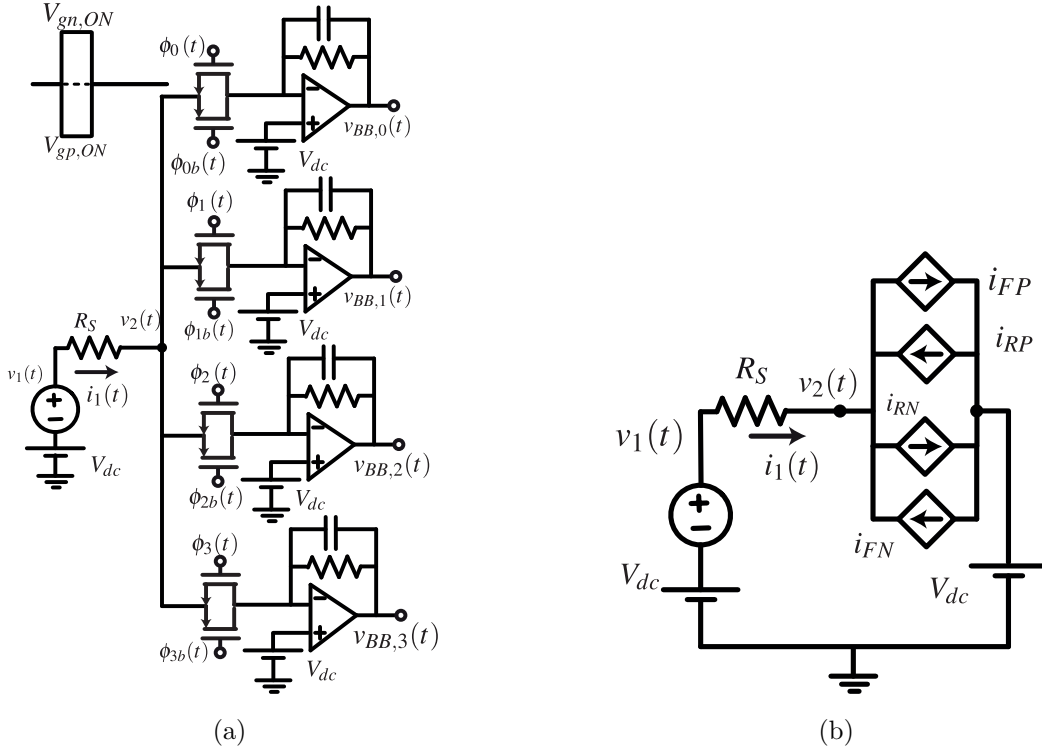 V_{gn,ON}
V_{gp,ON}
ϕ_0(t)
ϕ_{0b}(t)
V_{dc}
v_{BB,0}(t)
ϕ_1(t)
ϕ_{1b}(t)
V_{dc}
v_{BB,1}(t)
R_S
v_2(t)
v_1(t)
i_1(t)
V_{dc}
ϕ_2(t)
ϕ_{2b}(t)
V_{dc}
v_{BB,2}(t)
ϕ_3(t)
ϕ_{3b}(t)
V_{dc}
v_{BB,3}(t)
(a)
i_{FP}
i_{RP}
R_S
v_2(t)
i_{RN}
v_1(t)
i_1(t)
i_{FN}
V_{dc}
V_{dc}
(b)